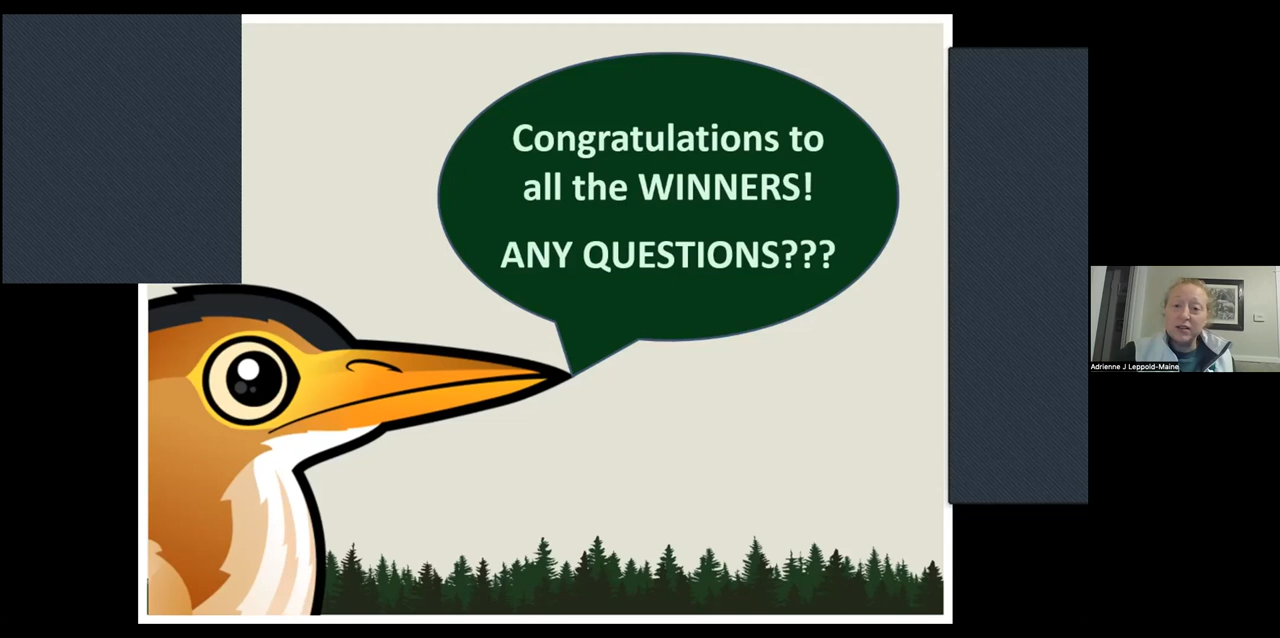 Congratulations to
all the WINNERS!
ANY QUESTIONS???
Adrienne J Leppold-Maine